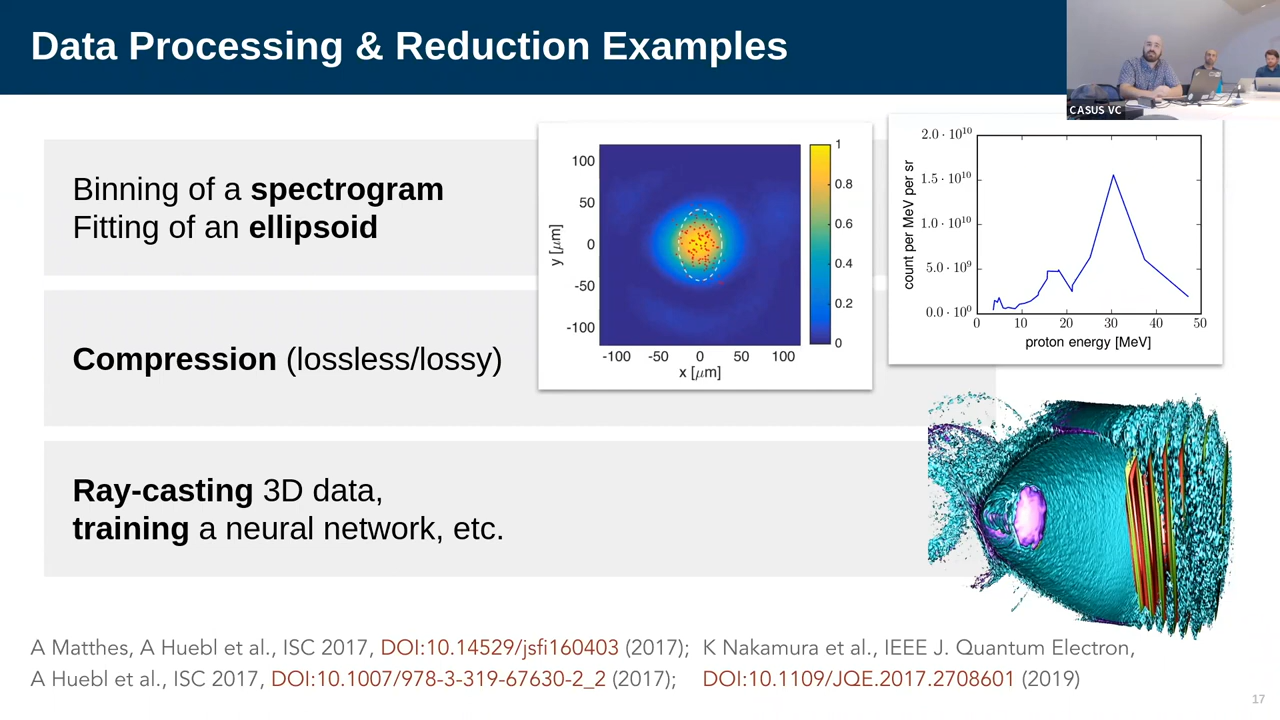 Data Processing & Reduction Examples
CASUS VC
Binning of a spectrogram
Fitting of an ellipsoid
Compression (lossless/lossy)
Ray-casting 3D data,
training a neural network, etc.
100
50
0
-50
-100
y [μm]
-100 -50 0 50 100
x [μm]
1
0.8
0.6
0.4
0.2
0
count per MeV per sr
2.0 · 10¹⁰
1.5 · 10¹⁰
1.0 · 10¹⁰
5.0 · 10⁹
0.0 · 10⁰
0 10 20 30 40 50
proton energy [MeV]
A Matthes, A Huebl et al., ISC 2017, DOI:10.14529/jsfi160403 (2017); K Nakamura et al., IEEE J. Quantum Electron,
A Huebl et al., ISC 2017, DOI:10.1007/978-3-319-67630-2_2 (2017); DOI:10.1109/JQE.2017.2708601 (2019)
17